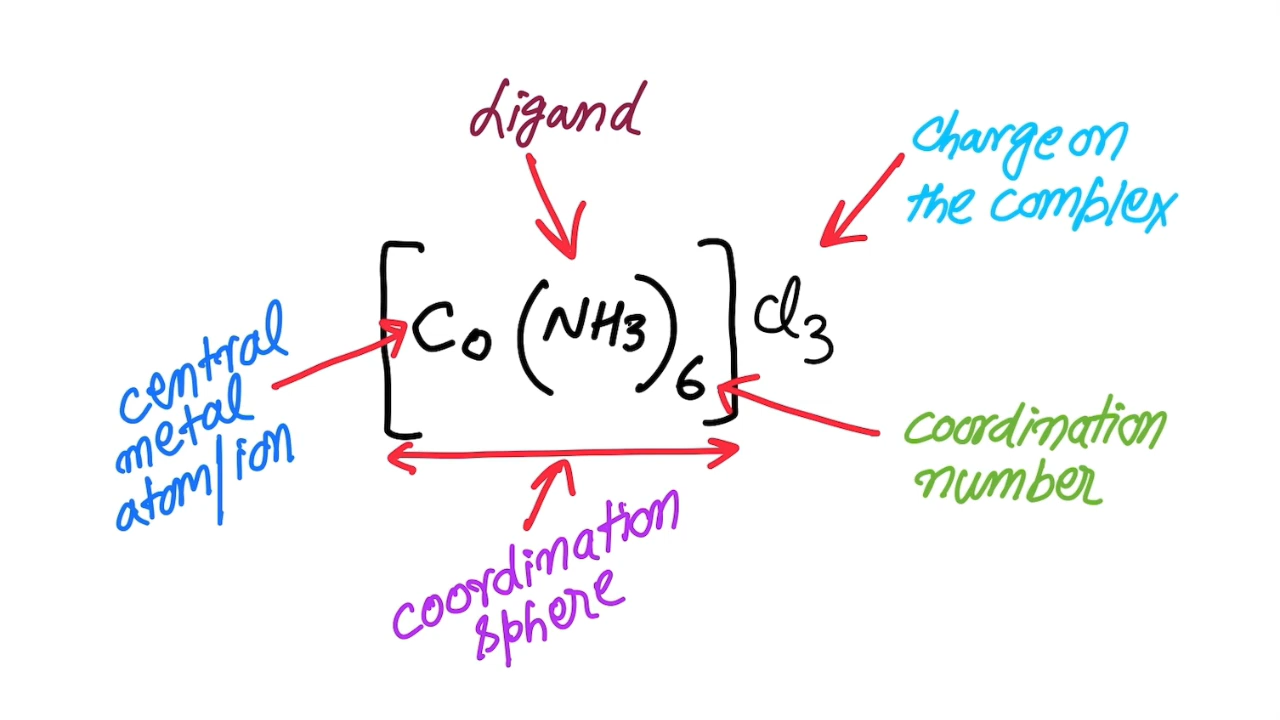 Ligand
Charge on
the complex
[Co(NH3)6]Cl3
central
metal
atom/ion
coordination
number
coordination
sphere